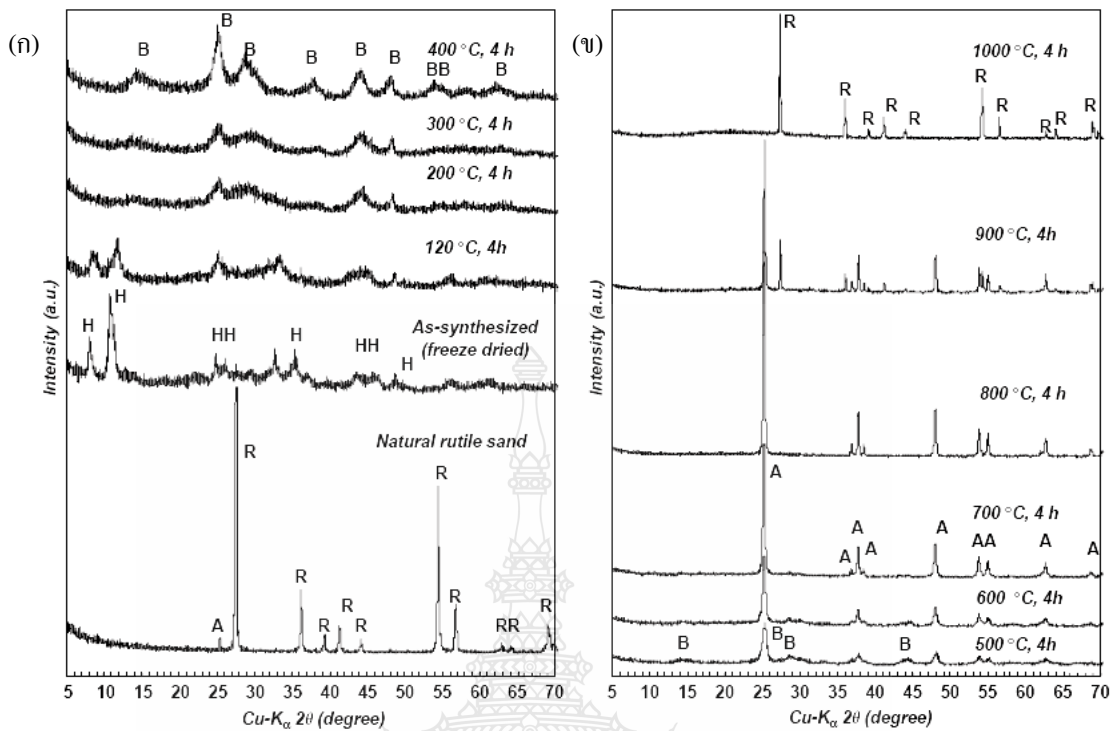 (ก)
B
B
B
B
B
B
BB
B
400 °C, 4 h
300 °C, 4 h
200 °C, 4 h
120 °C, 4h
H
H
HH
H
HH
H
As-synthesized
(freeze dried)
Natural rutile sand
A
R
R
R
R
R
R
R
RR
R
Intensity (a.u.)
5 10 15 20 25 30 35 40 45 50 55 60 65 70
Cu-Kα 2θ (degree)
(ข)
R
R
R
R
R
R
R
R
R
R
1000 °C, 4 h
900 °C, 4h
800 °C, 4 h
A
700 °C, 4 h
A
A
A
A
AA
A
A
600 °C, 4h
B
B
B
B
500 °C, 4h
Intensity (a.u.)
5 10 15 20 25 30 35 40 45 50 55 60 65 70
Cu-Kα 2θ (degree)